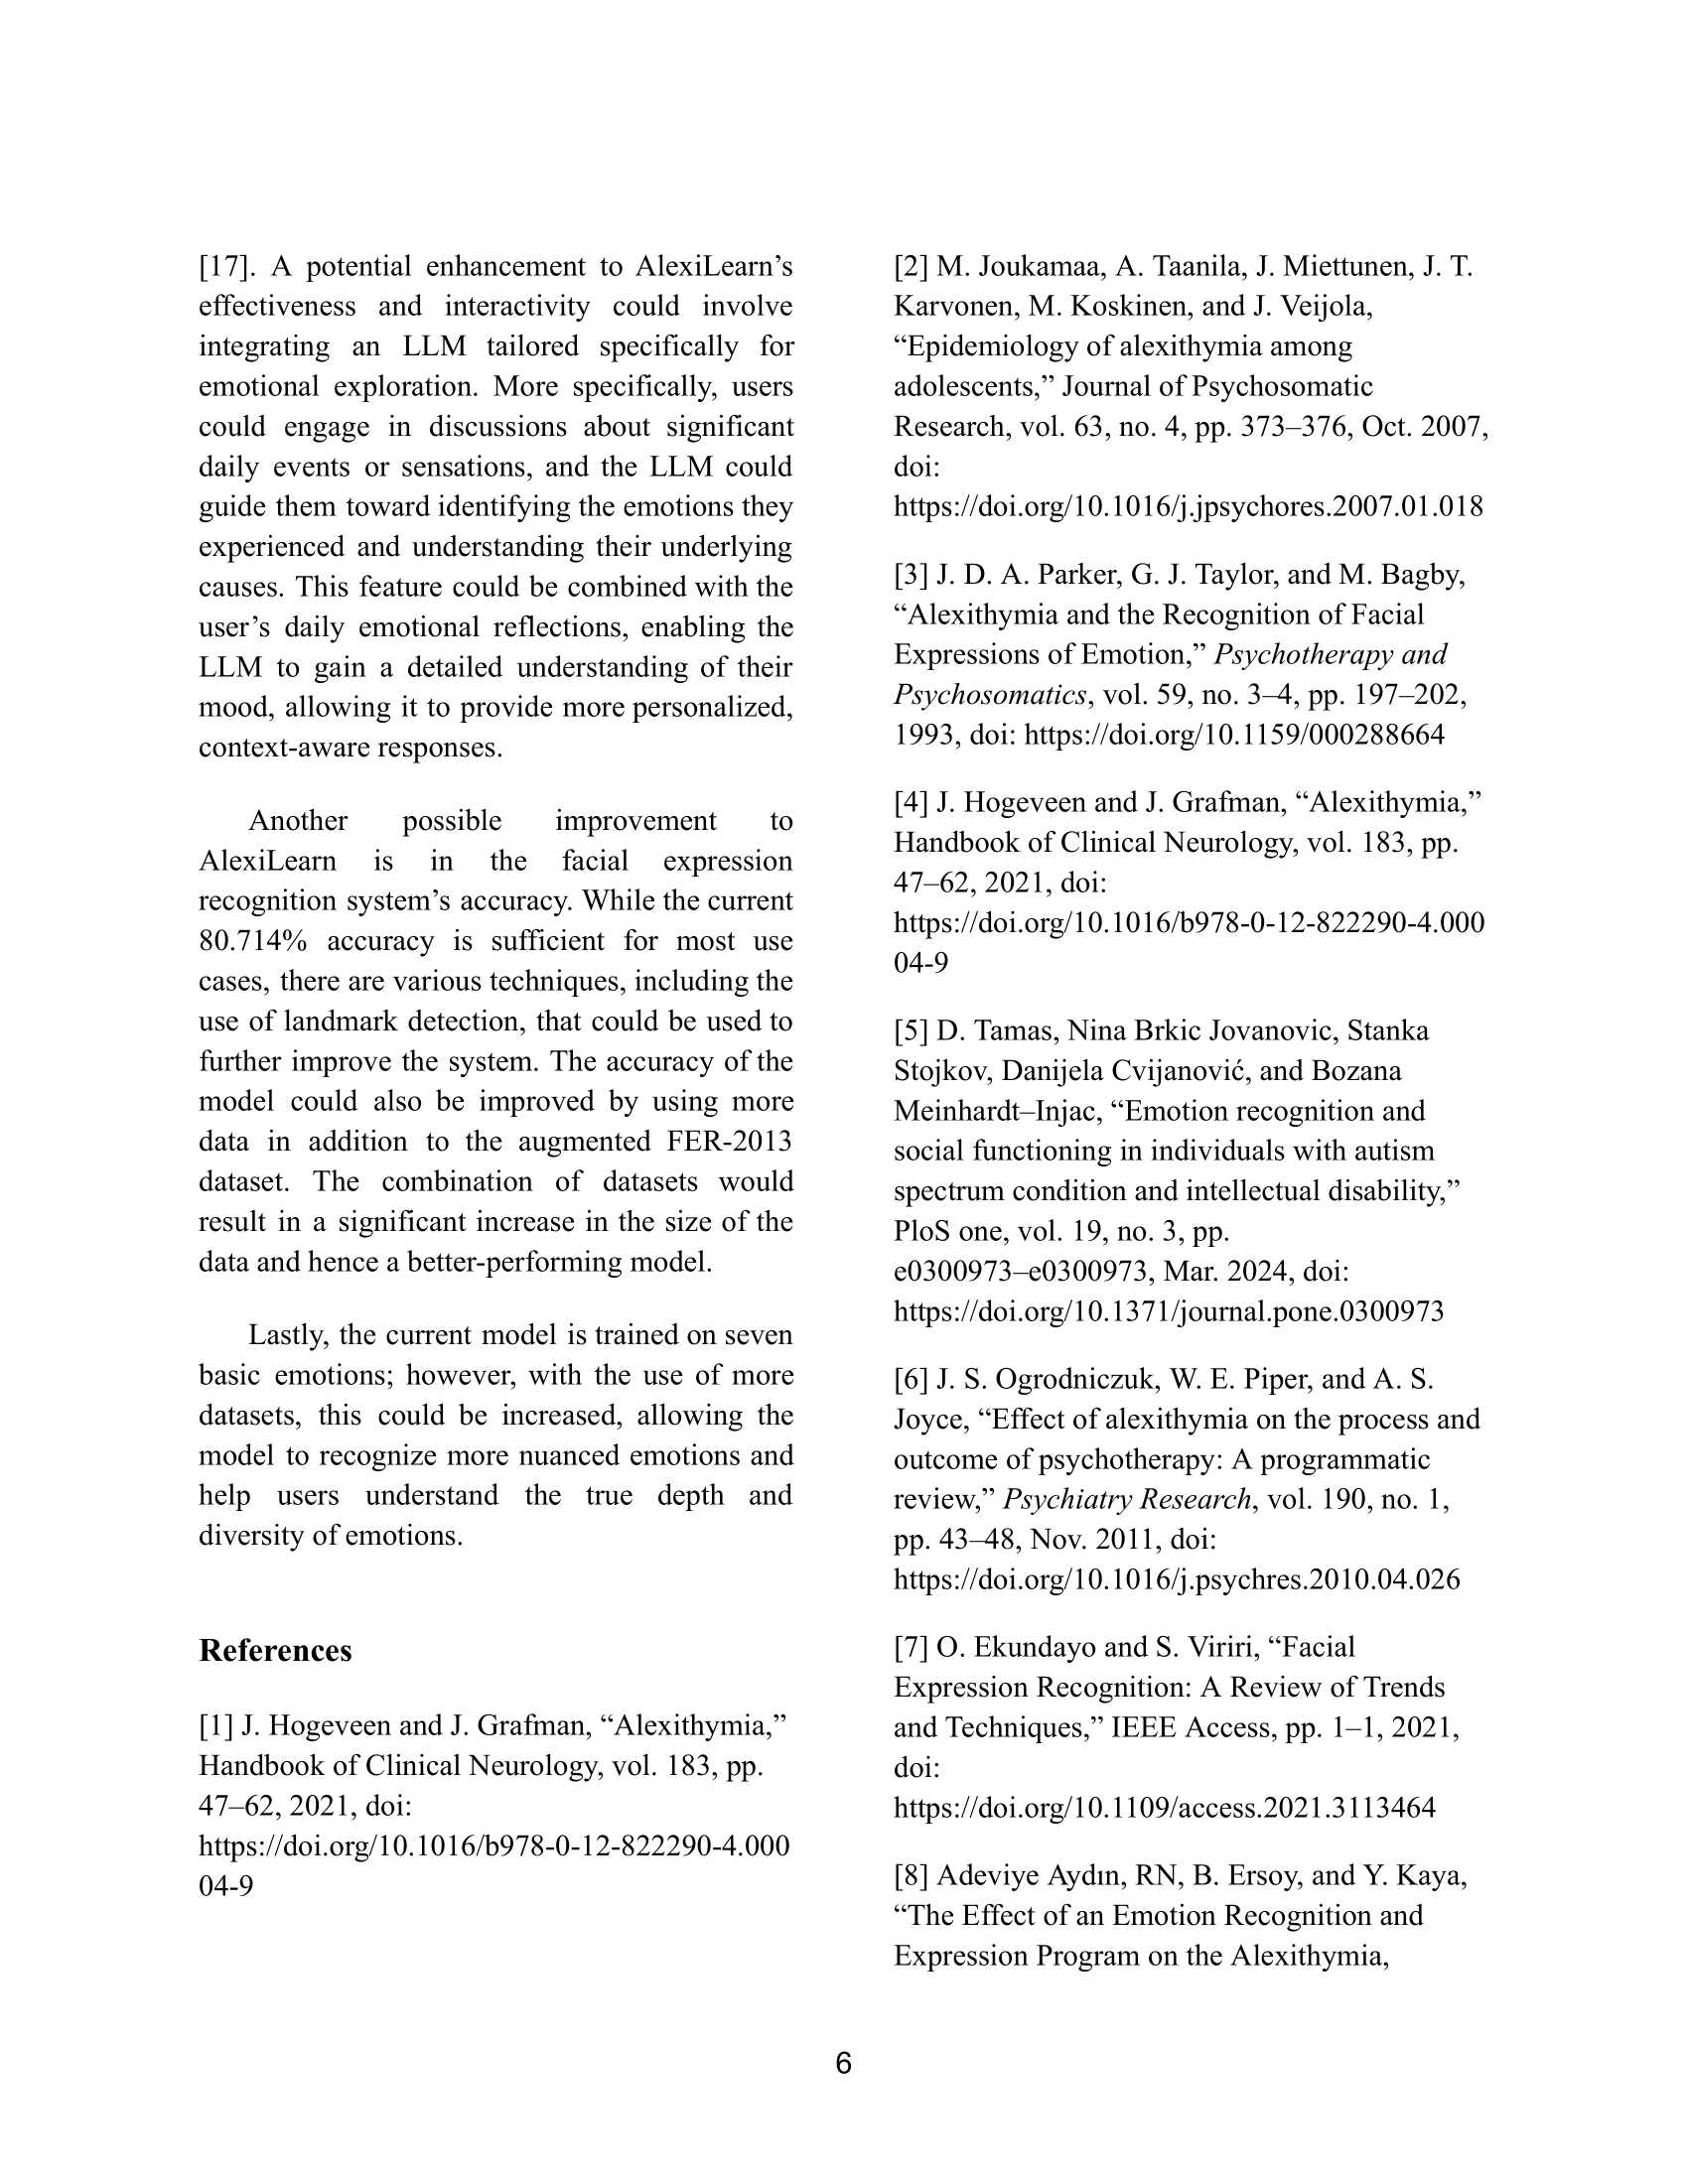 [17]. A potential enhancement to AlexiLearn’s
effectiveness and interactivity could involve
integrating an LLM tailored specifically for
emotional exploration. More specifically, users
could engage in discussions about significant
daily events or sensations, and the LLM could
guide them toward identifying the emotions they
experienced and understanding their underlying
causes. This feature could be combined with the
user’s daily emotional reflections, enabling the
LLM to gain a detailed understanding of their
mood, allowing it to provide more personalized,
context-aware responses.
Another possible improvement to
AlexiLearn is in the facial expression
recognition system’s accuracy. While the current
80.714% accuracy is sufficient for most use
cases, there are various techniques, including the
use of landmark detection, that could be used to
further improve the system. The accuracy of the
model could also be improved by using more
data in addition to the augmented FER-2013
dataset. The combination of datasets would
result in a significant increase in the size of the
data and hence a better-performing model.
Lastly, the current model is trained on seven
basic emotions; however, with the use of more
datasets, this could be increased, allowing the
model to recognize more nuanced emotions and
help users understand the true depth and
diversity of emotions.
References
[1] J. Hogeveen and J. Grafman, “Alexithymia,”
Handbook of Clinical Neurology, vol. 183, pp.
47–62, 2021, doi:
https://doi.org/10.1016/b978-0-12-822290-4.000
04-9
[2] M. Joukamaa, A. Taanila, J. Miettunen, J. T.
Karvonen, M. Koskinen, and J. Veijola,
“Epidemiology of alexithymia among
adolescents,” Journal of Psychosomatic
Research, vol. 63, no. 4, pp. 373–376, Oct. 2007,
doi:
https://doi.org/10.1016/j.jpsychores.2007.01.018
[3] J. D. A. Parker, G. J. Taylor, and M. Bagby,
“Alexithymia and the Recognition of Facial
Expressions of Emotion,” Psychotherapy and
Psychosomatics, vol. 59, no. 3–4, pp. 197–202,
1993, doi: https://doi.org/10.1159/000288664
[4] J. Hogeveen and J. Grafman, “Alexithymia,”
Handbook of Clinical Neurology, vol. 183, pp.
47–62, 2021, doi:
https://doi.org/10.1016/b978-0-12-822290-4.000
04-9
[5] D. Tamas, Nina Brkic Jovanovic, Stanka
Stojkov, Danijela Cvijanović, and Bozana
Meinhardt–Injac, “Emotion recognition and
social functioning in individuals with autism
spectrum condition and intellectual disability,”
PloS one, vol. 19, no. 3, pp.
e0300973–e0300973, Mar. 2024, doi:
https://doi.org/10.1371/journal.pone.0300973
[6] J. S. Ogrodniczuk, W. E. Piper, and A. S.
Joyce, “Effect of alexithymia on the process and
outcome of psychotherapy: A programmatic
review,” Psychiatry Research, vol. 190, no. 1,
pp. 43–48, Nov. 2011, doi:
https://doi.org/10.1016/j.psychres.2010.04.026
[7] O. Ekundayo and S. Viriri, “Facial
Expression Recognition: A Review of Trends
and Techniques,” IEEE Access, pp. 1–1, 2021,
doi:
https://doi.org/10.1109/access.2021.3113464
[8] Adeviye Aydın, RN, B. Ersoy, and Y. Kaya,
“The Effect of an Emotion Recognition and
Expression Program on the Alexithymia,
6